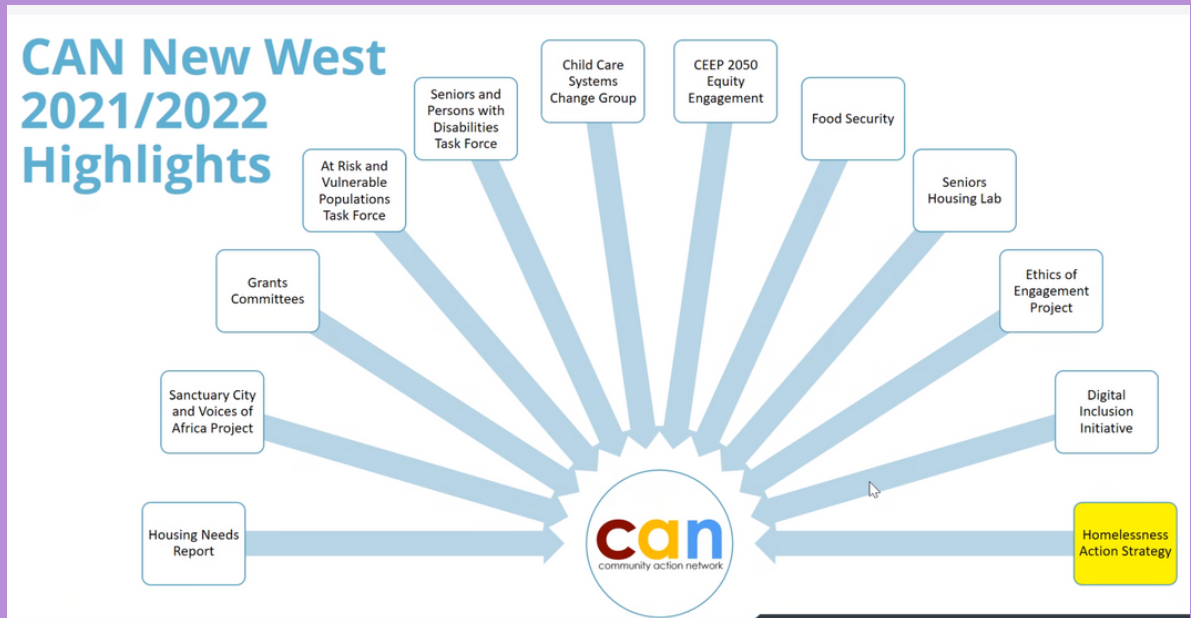 CAN New West
2021/2022
Highlights
Housing Needs
Report
Sanctuary City
and Voices of
Africa Project
Grants
Committees
At Risk and
Vulnerable
Populations
Task Force
Seniors and
Persons with
Disabilities
Task Force
Child Care
Systems
Change Group
CEEP 2050
Equity
Engagement
Food Security
Seniors
Housing Lab
Ethics of
Engagement
Project
Digital
Inclusion
Initiative
Homelessness
Action Strategy
can
community action network